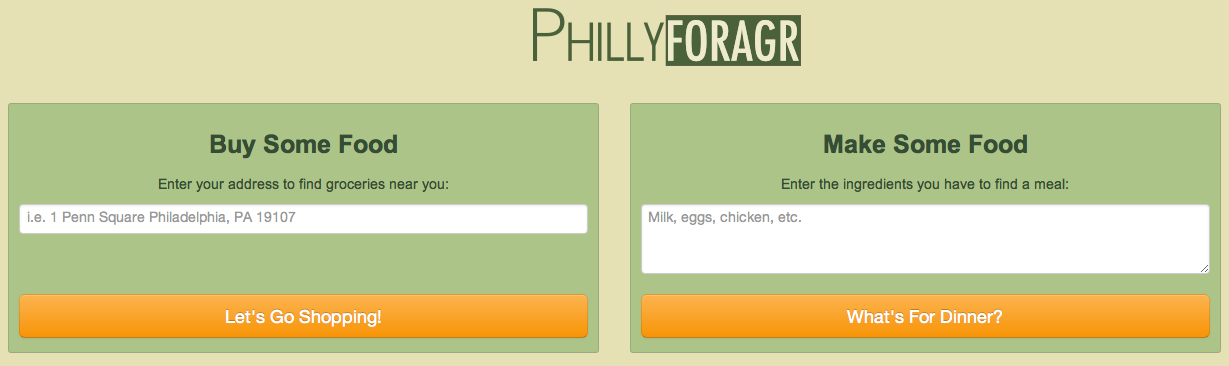 PHILLYFORAGR
Buy Some Food
Enter your address to find groceries near you:
i.e. 1 Penn Square Philadelphia, PA 19107
Let's Go Shopping!
Make Some Food
Enter the ingredients you have to find a meal:
Milk, eggs, chicken, etc.
What's For Dinner?